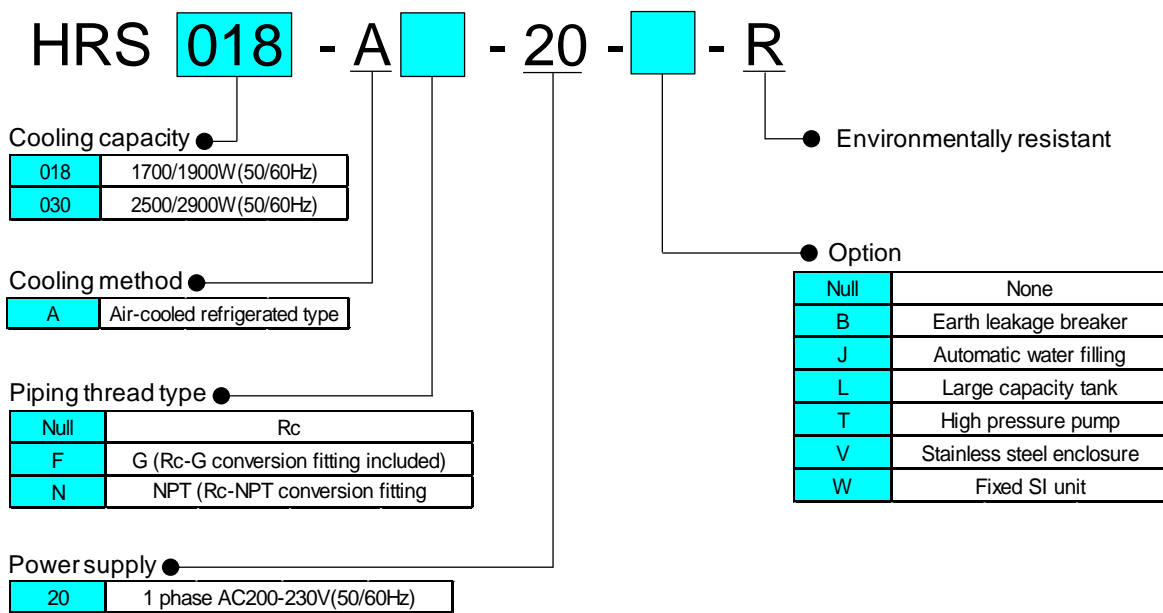 HRS 018 - A - 20 - - R
Cooling capacity
018 1700/1900W(50/60Hz)
030 2500/2900W(50/60Hz)
Cooling method
A Air-cooled refrigerated type
Piping thread type
Null Rc
F G (Rc-G conversion fitting included)
N NPT (Rc-NPT conversion fitting
Power supply
20 1 phase AC200-230V(50/60Hz)
Environmentally resistant
Option
Null None
B Earth leakage breaker
J Automatic water filling
L Large capacity tank
T High pressure pump
V Stainless steel enclosure
W Fixed SI unit